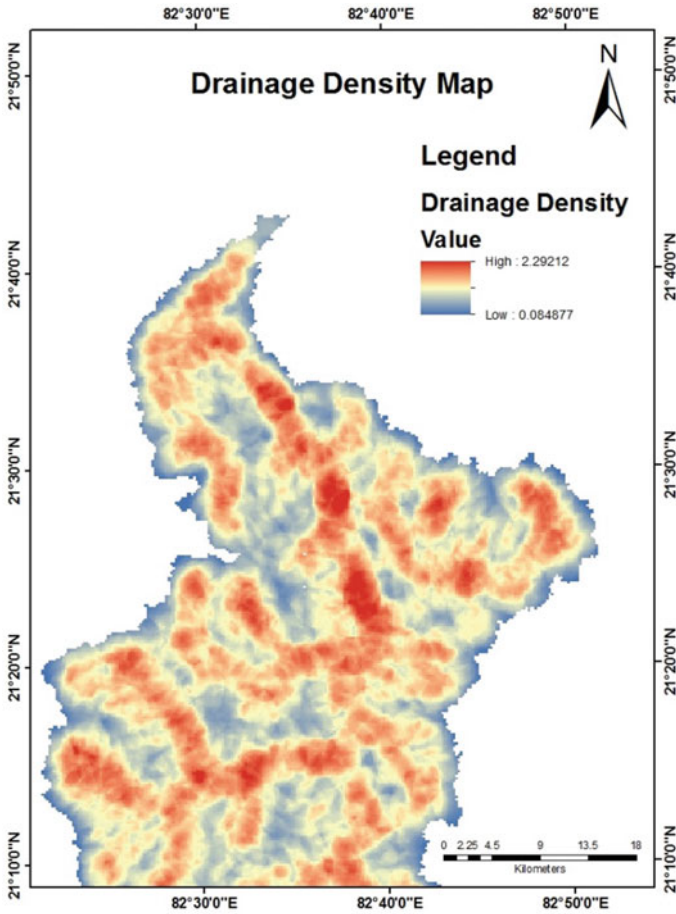 82°30'0"E 82°40'0"E 82°50'0"E
21°50'0"N 21°50'0"N
N
Drainage Density Map
Legend
Drainage Density
Value
High : 2.29212
Low : 0.084877
21°40'0"N 21°40'0"N
21°30'0"N 21°30'0"N
21°20'0"N 21°20'0"N
0 2.25 4.5 9 13.5 18
Kilometers
21°10'0"N 21°10'0"N
82°30'0"E 82°40'0"E 82°50'0"E